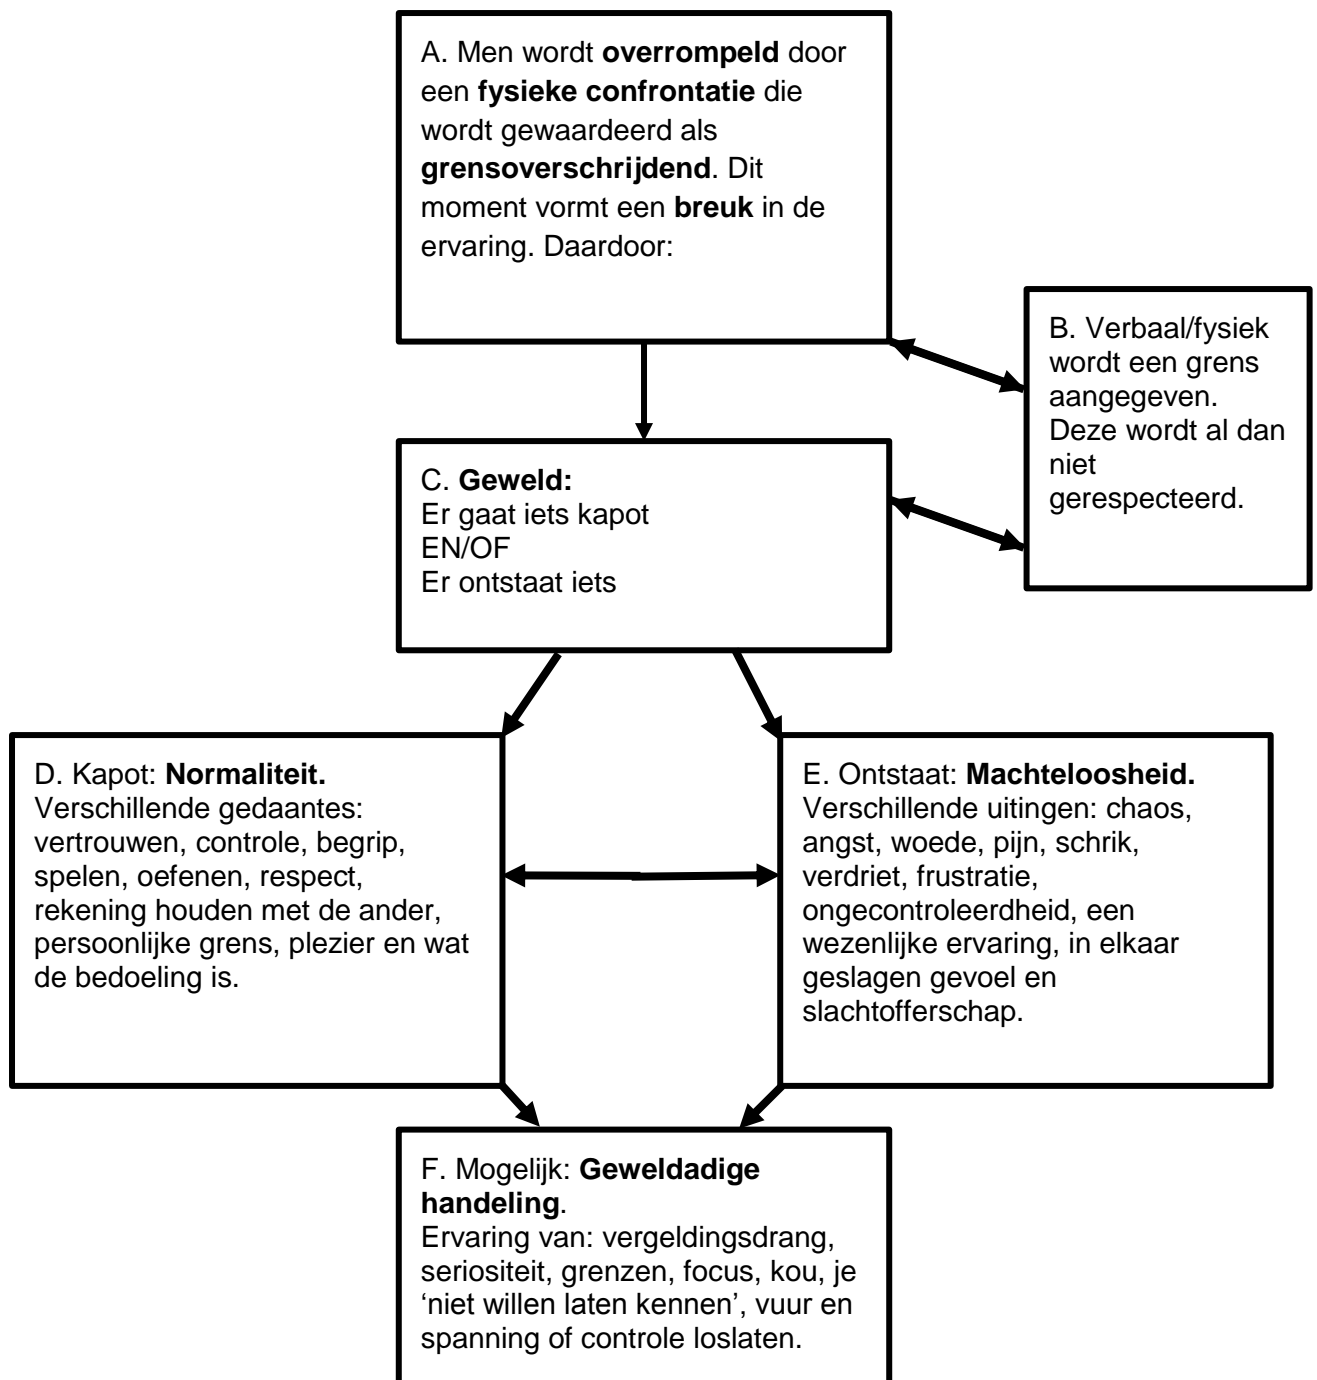 A. Men wordt overrompeld door
een fysieke confrontatie die
wordt gewaardeerd als
grensoverschrijdend. Dit
moment vormt een breuk in de
ervaring. Daardoor:
B. Verbaal/fysiek
wordt een grens
aangegeven.
Deze wordt al dan
niet
gerespecteerd.
C. Geweld:
Er gaat iets kapot
EN/OF
Er ontstaat iets
D. Kapot: Normaliteit.
Verschillende gedaantes:
vertrouwen, controle, begrip,
spelen, oefenen, respect,
rekening houden met de ander,
persoonlijke grens, plezier en wat
de bedoeling is.
E. Ontstaat: Machteloosheid.
Verschillende uitingen: chaos,
angst, woede, pijn, schrik,
verdriet, frustratie,
ongecontroleerdheid, een
wezenlijke ervaring, in elkaar
geslagen gevoel en
slachtofferschap.
F. Mogelijk: Geweldadige
handeling.
Ervaring van: vergeldingsdrang,
seriositeit, grenzen, focus, kou, je
‘niet willen laten kennen’, vuur en
spanning of controle loslaten.